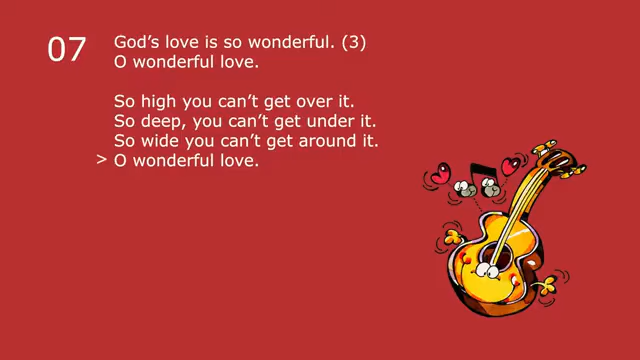 07
God's love is so wonderful. (3)
O wonderful love.
So high you can't get over it.
So deep, you can't get under it.
So wide you can't get around it.
> O wonderful love.